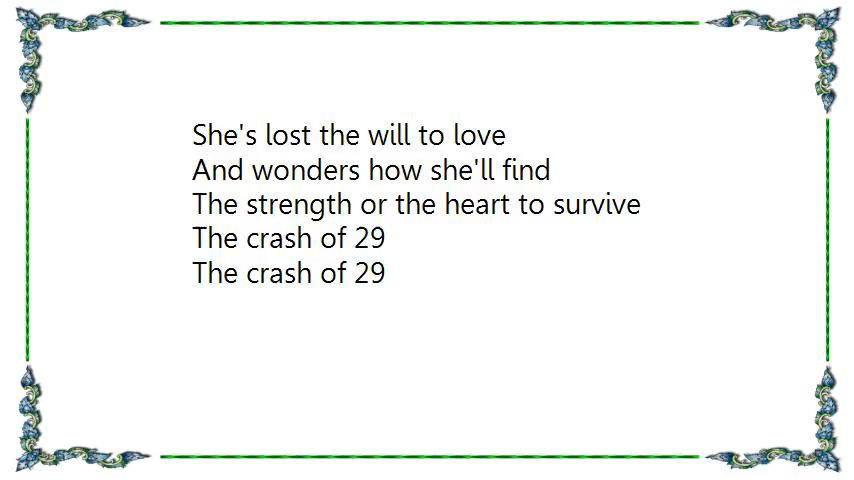 She's lost the will to love
And wonders how she'll find
The strength or the heart to survive
The crash of 29
The crash of 29